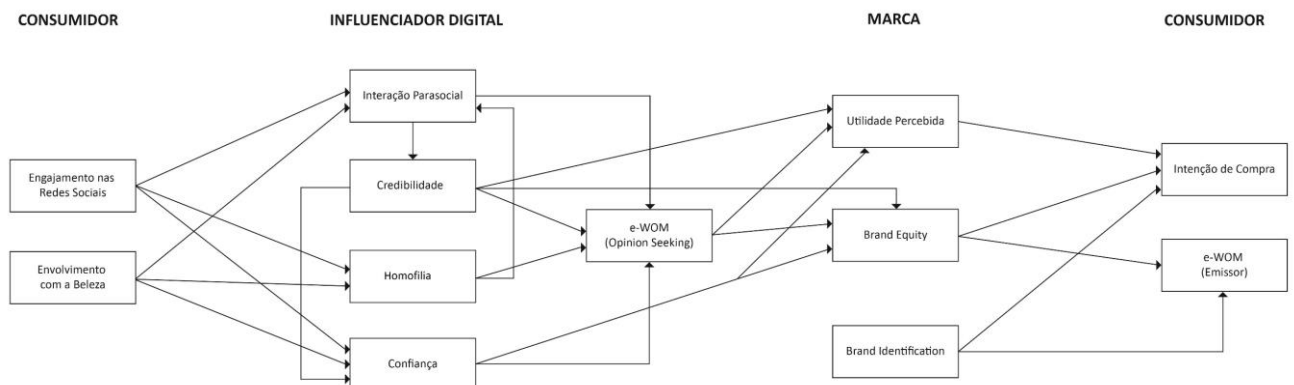 CONSUMIDOR
INFLUENCIADOR DIGITAL
MARCA
CONSUMIDOR
Interação Parasocial
Utilidade Percebida
Engajamento nas
Redes Sociais
Credibilidade
Intenção de Compra
e-WOM
(Opinion Seeking)
Brand Equity
Envolvimento
com a Beleza
Homofilia
e-WOM
(Emissor)
Confiança
Brand Identification